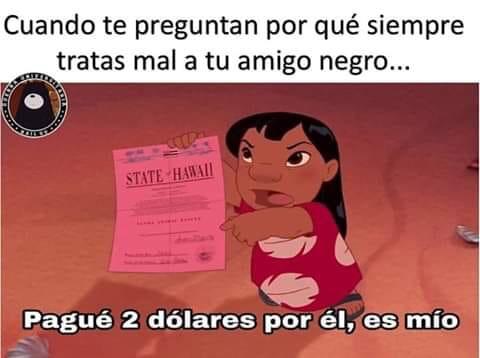 Cuando te preguntan por qué siempre
tratas mal a tu amigo negro...
STATE of HAWAII
Pagué 2 dólares por él, es mío